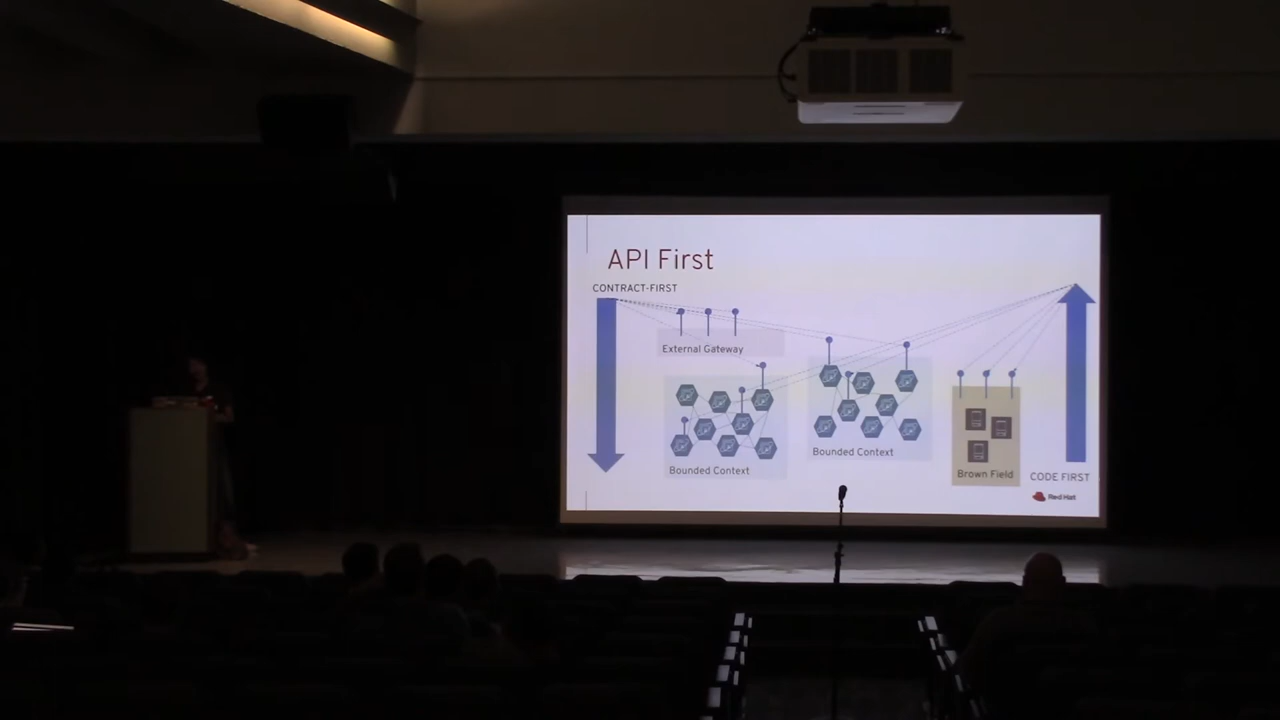 API First
CONTRACT-FIRST
External Gateway
Bounded Context
Bounded Context
Brown Field
CODE FIRST
Red Hat